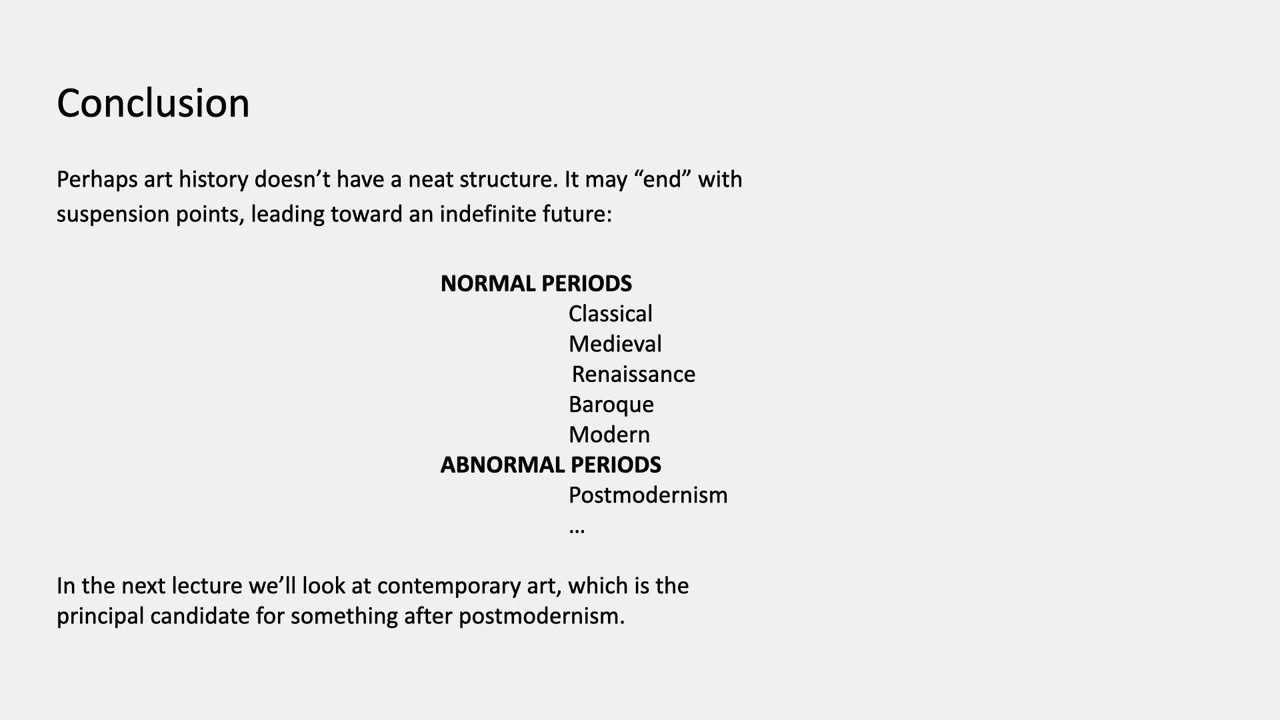 Conclusion
Perhaps art history doesn’t have a neat structure. It may “end” with
suspension points, leading toward an indefinite future:
NORMAL PERIODS
Classical
Medieval
Renaissance
Baroque
Modern
ABNORMAL PERIODS
Postmodernism
…
In the next lecture we’ll look at contemporary art, which is the
principal candidate for something after postmodernism.